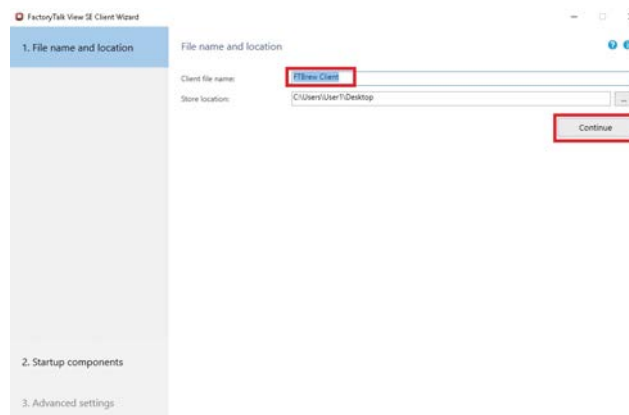 FactoryTalk View SE Client Wizard
1. File name and location
File name and location
Client file name:
FTBrew Client
Store location:
C:\Users\User1\Desktop
...
Continue
2. Startup components
3. Advanced settings